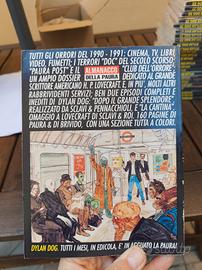 TUTTI GLI ORRORI DEL 1990 - 1991: CINEMA, TV, LIBRI,
VIDEO, FUMETTI; I TERRORI "DOC" DEL SECOLO SCORSO;
"PAURA POST" E IL ALMANACCO "CLUB DELL'ORRORE";
UN AMPIO DOSSIER DELLA PAURA DEDICATO AL GRANDE
SCRITTORE AMERICANO H. P. LOVECRAFT, E, IN PIU', MOLTI ALTRI
RABBRIVIDENTI SERVIZI; BEN DUE EPISODI COMPLETI E
INEDITI DI DYLAN DOG: "DOPO IL GRANDE SPLENDORE",
REALIZZATO DA SCLAVI & PENNACCHIOLI, E "LA CANTINA",
OMAGGIO A LOVECRAFT DI SCLAVI & ROI. 160 PAGINE DI
PAURA & DI BRIVIDO, CON UNA SEZIONE TUTTA A COLORI.
DYLAN DOG. TUTTI I MESI, IN EDICOLA, E' IN AGGUATO LA PAURA!